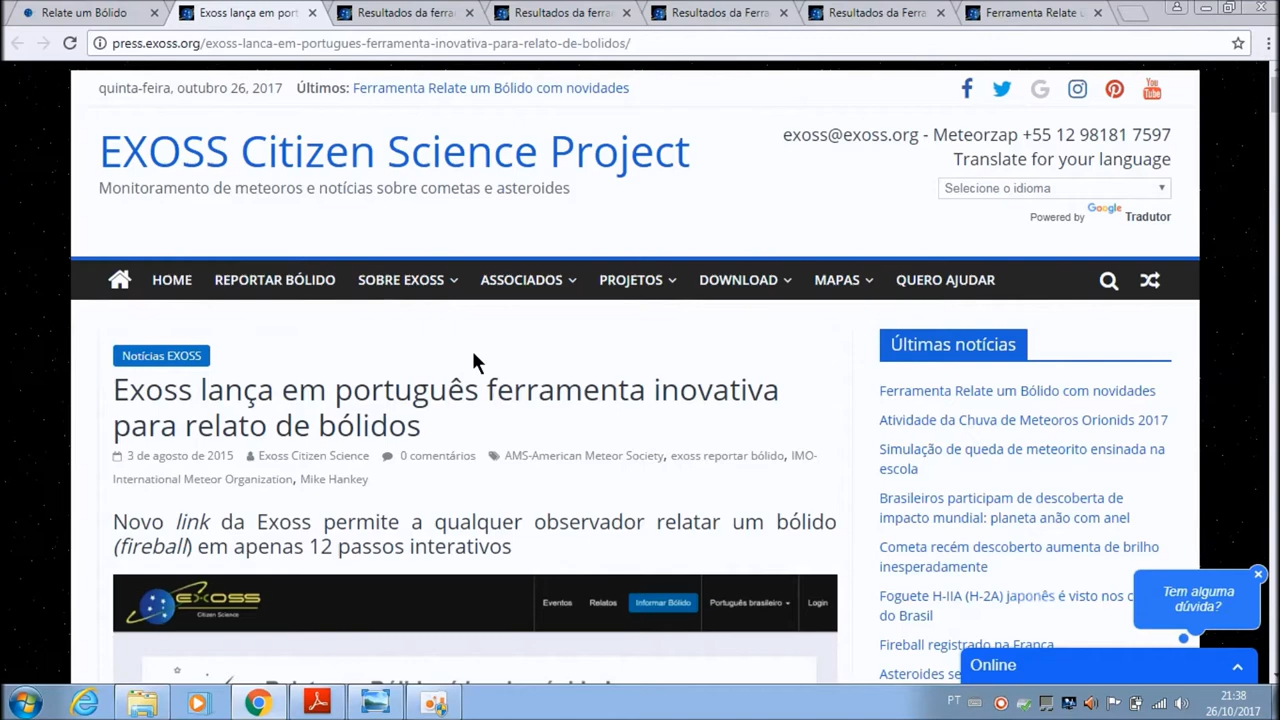 Relate um Bólido
Exoss lança em port
Resultados da ferra
Resultados da ferra
Resultados da Ferra
Resultados da Ferra
Ferramenta Relate u
press.exoss.org/exoss-lanca-em-portugues-ferramenta-inovativa-para-relato-de-bolidos/
quinta-feira, outubro 26, 2017 Últimos: Ferramenta Relate um Bólido com novidades
You Tube
EXOSS Citizen Science Project
Monitoramento de meteoros e notícias sobre cometas e asteroides
exoss@exoss.org - Meteorzap +55 12 98181 7597
Translate for your language
Selecione o idioma
Powered by Google Tradutor
HOME REPORTAR BÓLIDO SOBRE EXOSS ASSOCIADOS PROJETOS DOWNLOAD MAPAS QUERO AJUDAR
Notícias EXOSS
Exoss lança em português ferramenta inovativa
para relato de bólidos
3 de agosto de 2015 Exoss Citizen Science 0 comentários AMS-American Meteor Society, exoss reportar bólido, IMO-
International Meteor Organization, Mike Hankey
Novo link da Exoss permite a qualquer observador relatar um bólido
(fireball) em apenas 12 passos interativos
EXOSS
Citizen Science
Eventos Relatos Informar Bólido Português brasileiro Login
Últimas notícias
Ferramenta Relate um Bólido com novidades
Atividade da Chuva de Meteoros Orionids 2017
Simulação de queda de meteorito ensinada na
escola
Brasileiros participam de descoberta de
impacto mundial: planeta anão com anel
Cometa recém descoberto aumenta de brilho
inesperadamente
Foguete H-IIA (H-2A) japonês é visto nos c
do Brasil
Fireball registrado na França
Asteroides se
Tem alguma
dúvida?
Online
PT
21:38
26/10/2017